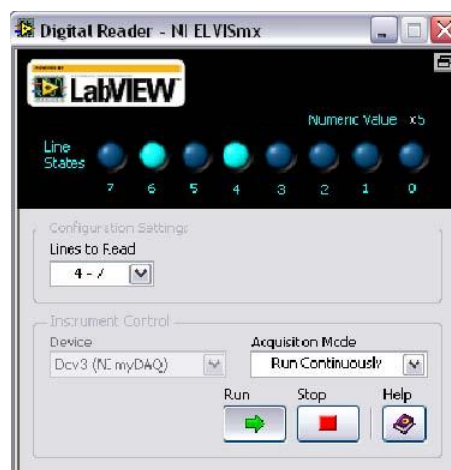 Digital Reader - NI ELVISmx
POWERED BY
LabVIEW
Numeric Value x5
Line
States
7 6 5 4 3 2 1 0
Configuration Settings
Lines to Read
4 - 7
Instrument Control
Device
Acquisition Mode
Dev3 (NI myDAQ)
Run Continuously
Run
Stop
Help